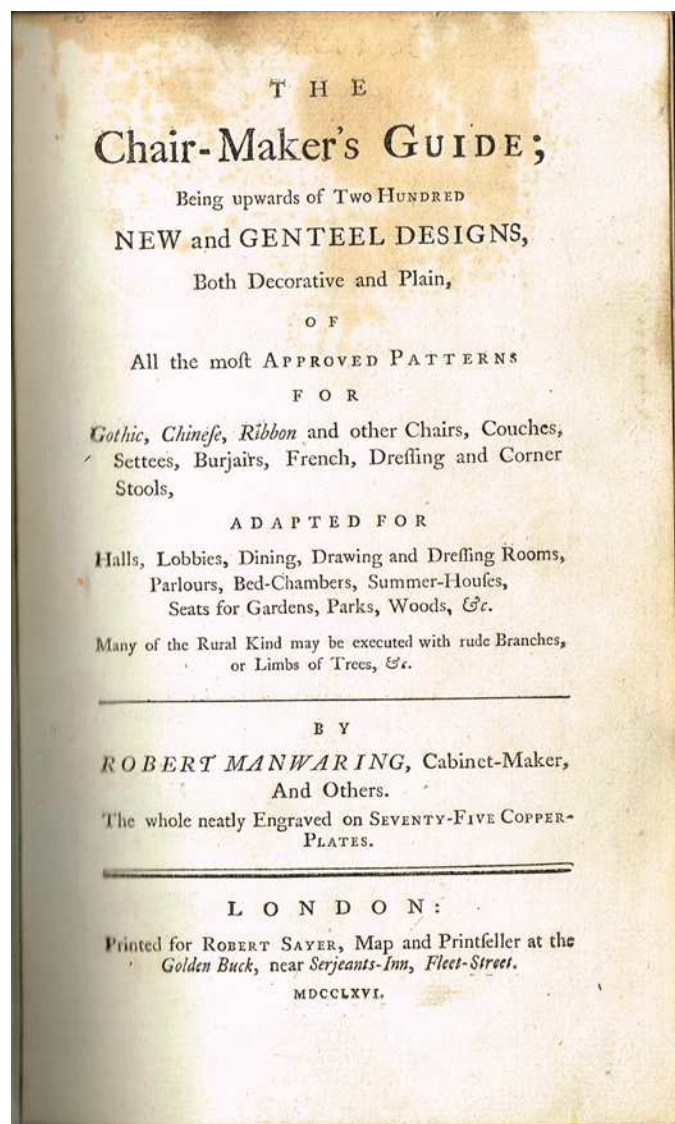 THE
Chair-Maker's GUIDE;
Being upwards of Two HUNDRED
NEW and GENTEEL DESIGNS,
Both Decorative and Plain,
OF
All the moſt APPROVED PATTERNS
FOR
Gothic, Chineſe, Ribbon and other Chairs, Couches,
Settees, Burjairs, French, Dreſſing and Corner
Stools,
ADAPTED FOR
Halls, Lobbies, Dining, Drawing and Dreſſing Rooms,
Parlours, Bed-Chambers, Summer-Houſes,
Seats for Gardens, Parks, Woods, &c.
Many of the Rural Kind may be executed with rude Branches,
or Limbs of Trees, &c.
BY
ROBERT MANWARING, Cabinet-Maker,
And Others.
The whole neatly Engraved on SEVENTY-FIVE COPPER-
PLATES.
LONDON:
Printed for ROBERT SAYER, Map and Printſeller at the
Golden Buck, near Serjeants-Inn, Fleet-Street.
MDCCLXVI.